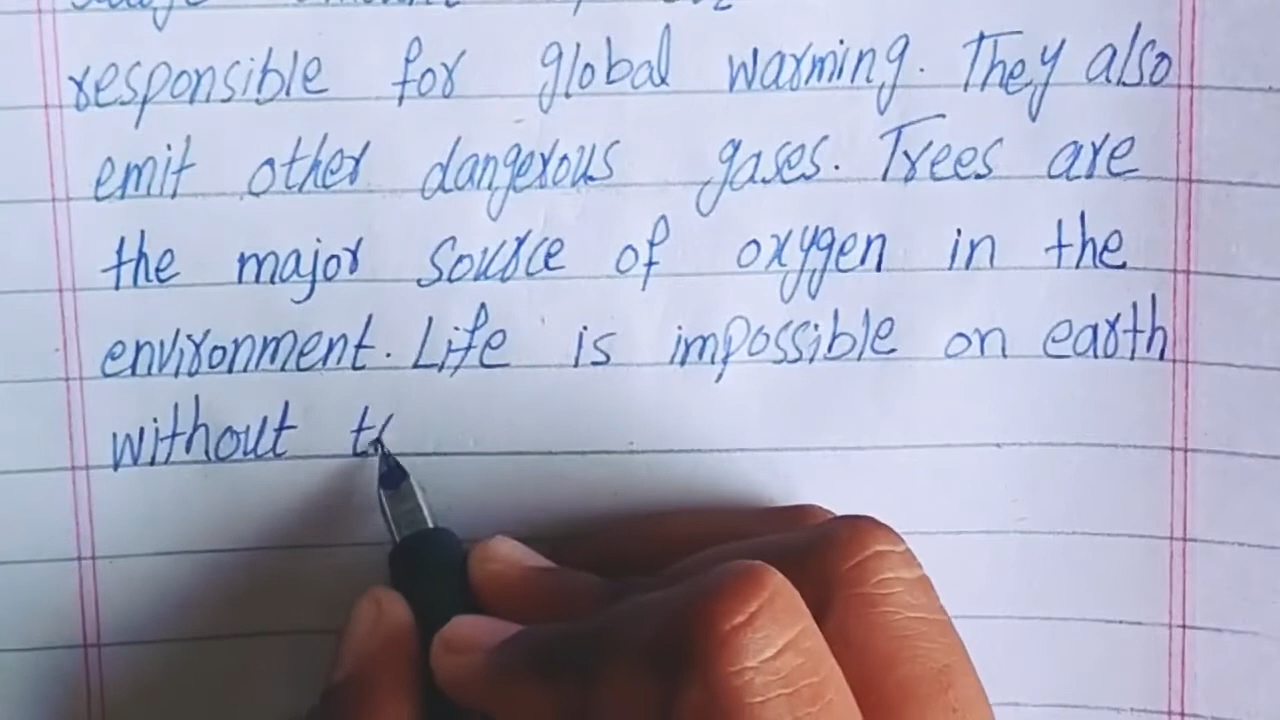 responsible for global warming. They also
emit other dangerous gases. Trees are
the major source of oxygen in the
environment. Life is impossible on earth
without